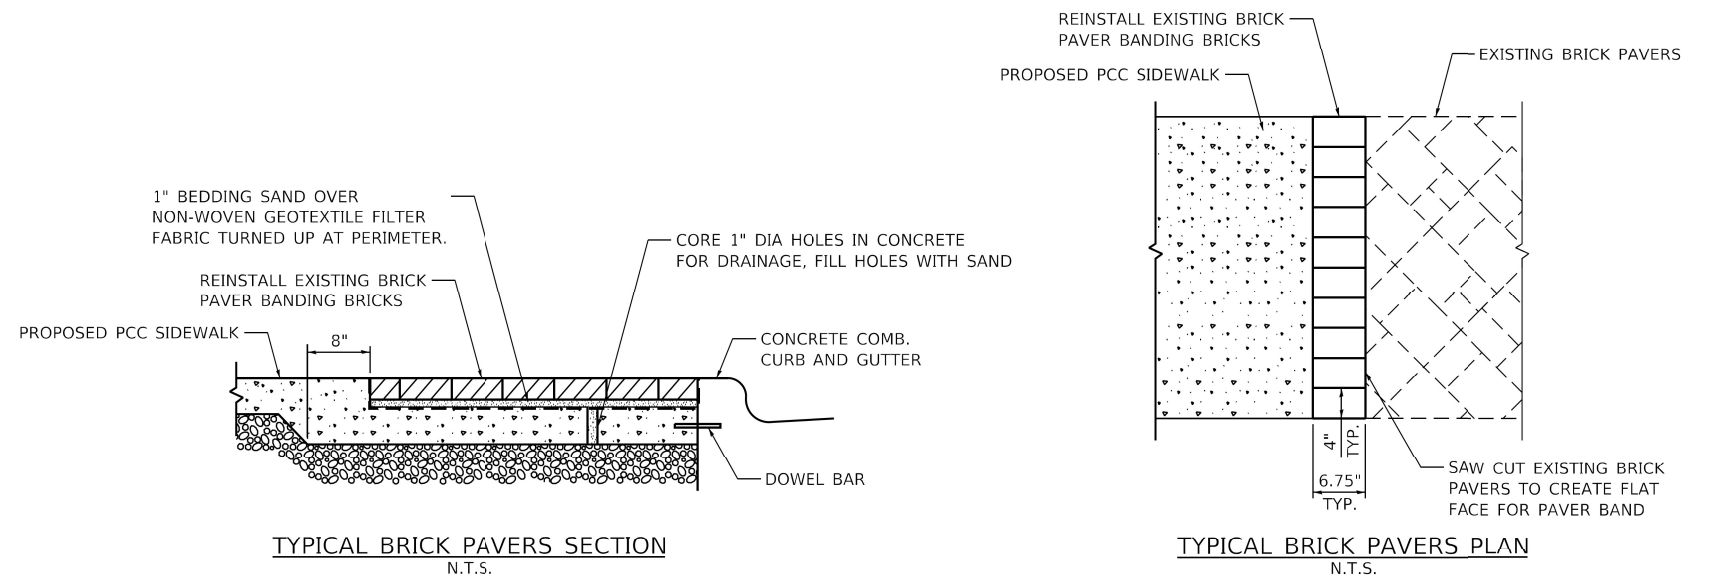 1" BEDDING SAND OVER
NON-WOVEN GEOTEXTILE FILTER
FABRIC TURNED UP AT PERIMETER.
REINSTALL EXISTING BRICK
PAVER BANDING BRICKS
PROPOSED PCC SIDEWALK
8"
CORE 1" DIA HOLES IN CONCRETE
FOR DRAINAGE, FILL HOLES WITH SAND
CONCRETE COMB.
CURB AND GUTTER
DOWEL BAR
TYPICAL BRICK PAVERS SECTION
N.T.S.
REINSTALL EXISTING BRICK
PAVER BANDING BRICKS
PROPOSED PCC SIDEWALK
EXISTING BRICK PAVERS
4"
TYP.
6.75"
TYP.
SAW CUT EXISTING BRICK
PAVERS TO CREATE FLAT
FACE FOR PAVER BAND
TYPICAL BRICK PAVERS PLAN
N.T.S.